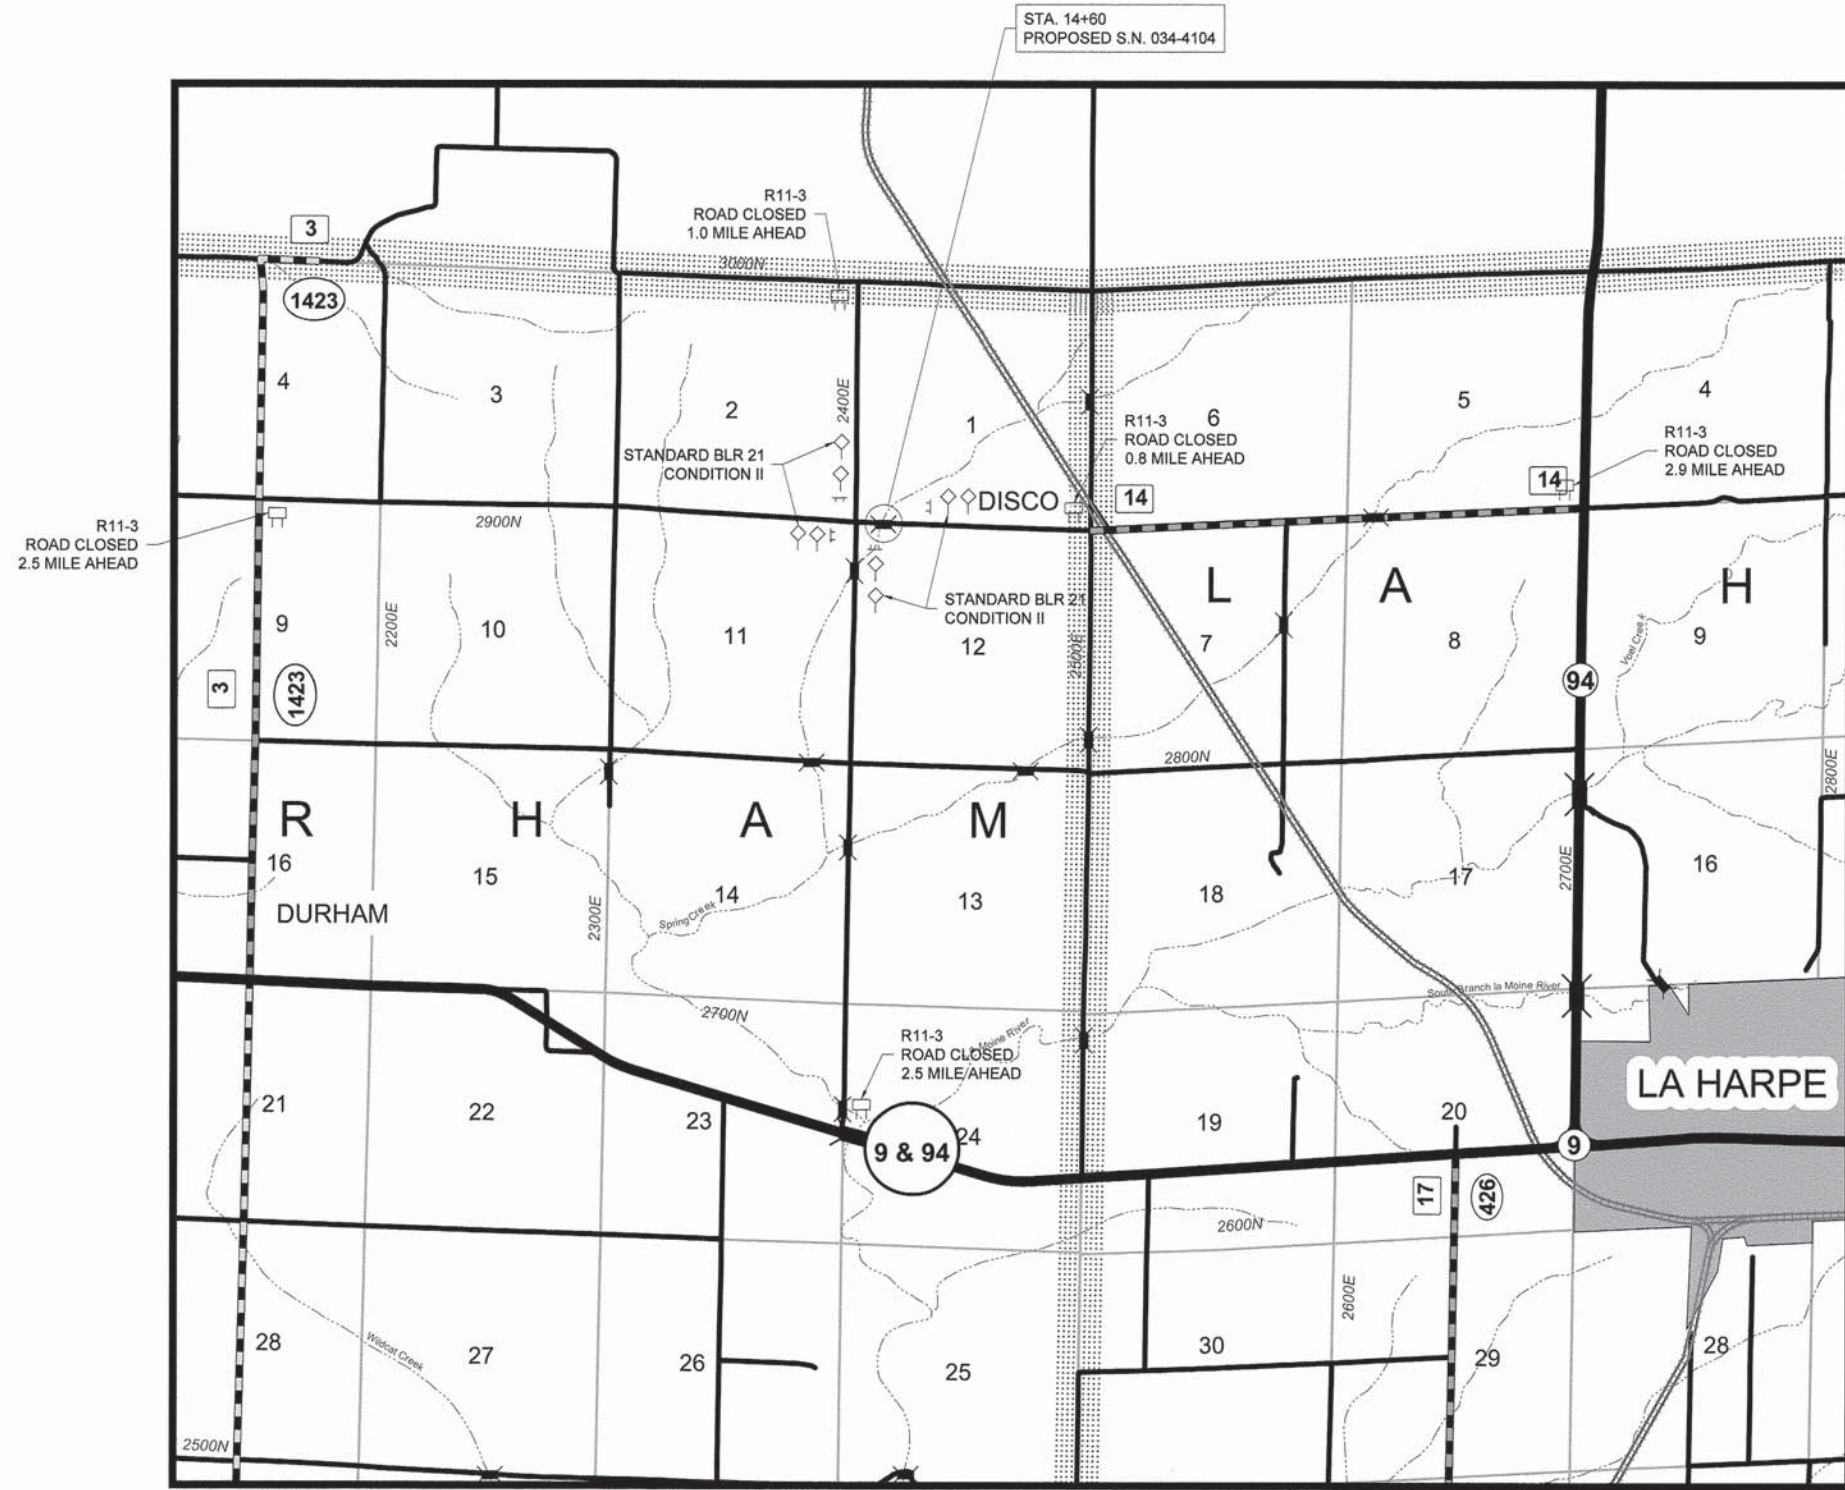 STA. 14+60
PROPOSED S.N. 034-4104
R11-3
ROAD CLOSED
1.0 MILE AHEAD
3
1423
3000N
4
3
2
2400E
1
6
5
4
R11-3
ROAD CLOSED
0.8 MILE AHEAD
R11-3
ROAD CLOSED
2.9 MILE AHEAD
STANDARD BLR 21
CONDITION II
DISCO
14
14
2900N
R11-3
ROAD CLOSED
2.5 MILE AHEAD
L A H
STANDARD BLR 21
CONDITION II
9
2200E
10
11
12
2500E
7
8
Voel Creek
9
3
1423
94
2800N
2800E
R H A M
16
15
14
13
18
17
2700E
16
DURHAM
2300E
Spring Creek
South Branch la Moine River
2700N
La Moine River
R11-3
ROAD CLOSED
2.5 MILE AHEAD
LA HARPE
21
22
23
9 & 94
24
19
20
9
17
426
2600N
2600E
28
Wildcat Creek
27
26
25
30
29
28
2500N